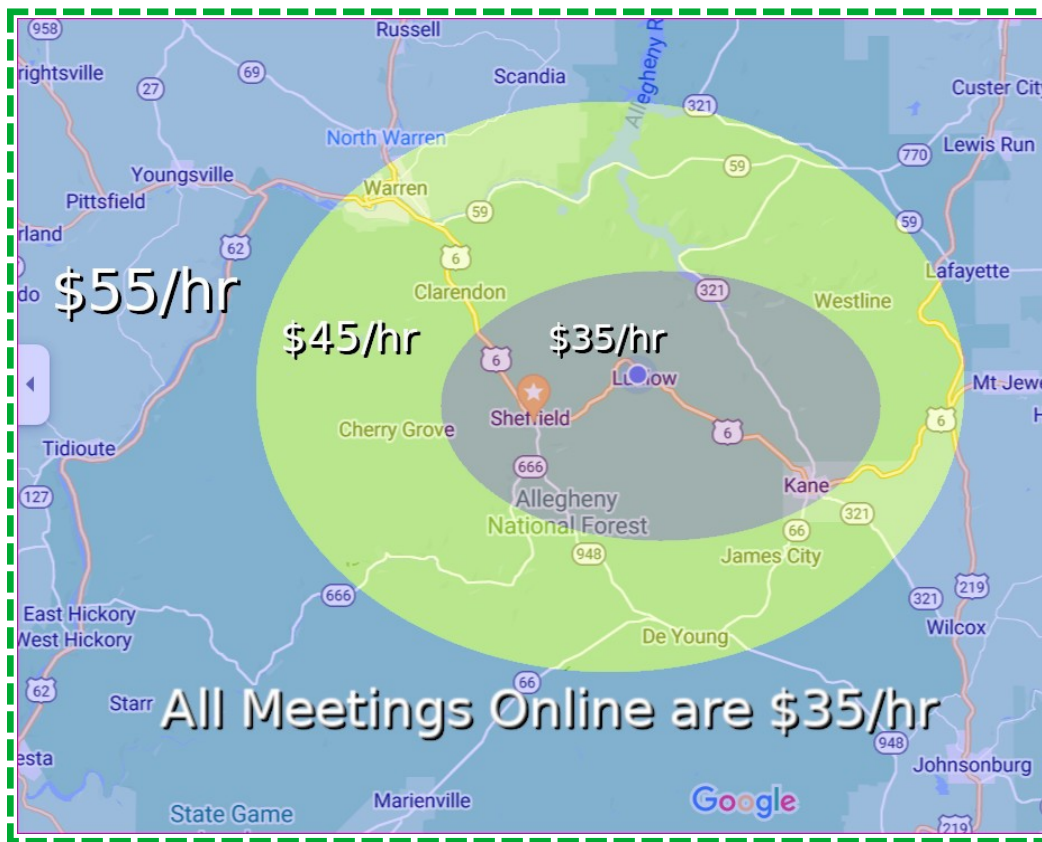 958
Russell
rightsville
69
Scandia
27
Allegheny R
321
Custer City
North Warren
770
Lewis Run
Youngsville
59
Warren
Pittsfield
59
59
rland
62
6
Lafayette
do
$55/hr
Clarendon
321
Westline
$45/hr
$35/hr
6
Ludlow
Mt Jewe
Sheffield
H
Cherry Grove
6
6
Tidioute
666
Kane
127
Allegheny
National Forest
321
66
948
James City
666
219
321
East Hickory
West Hickory
De Young
Wilcox
62
66
Starr
All Meetings Online are $35/hr
948
esta
Johnsonburg
Marienville
Google
State Game
219